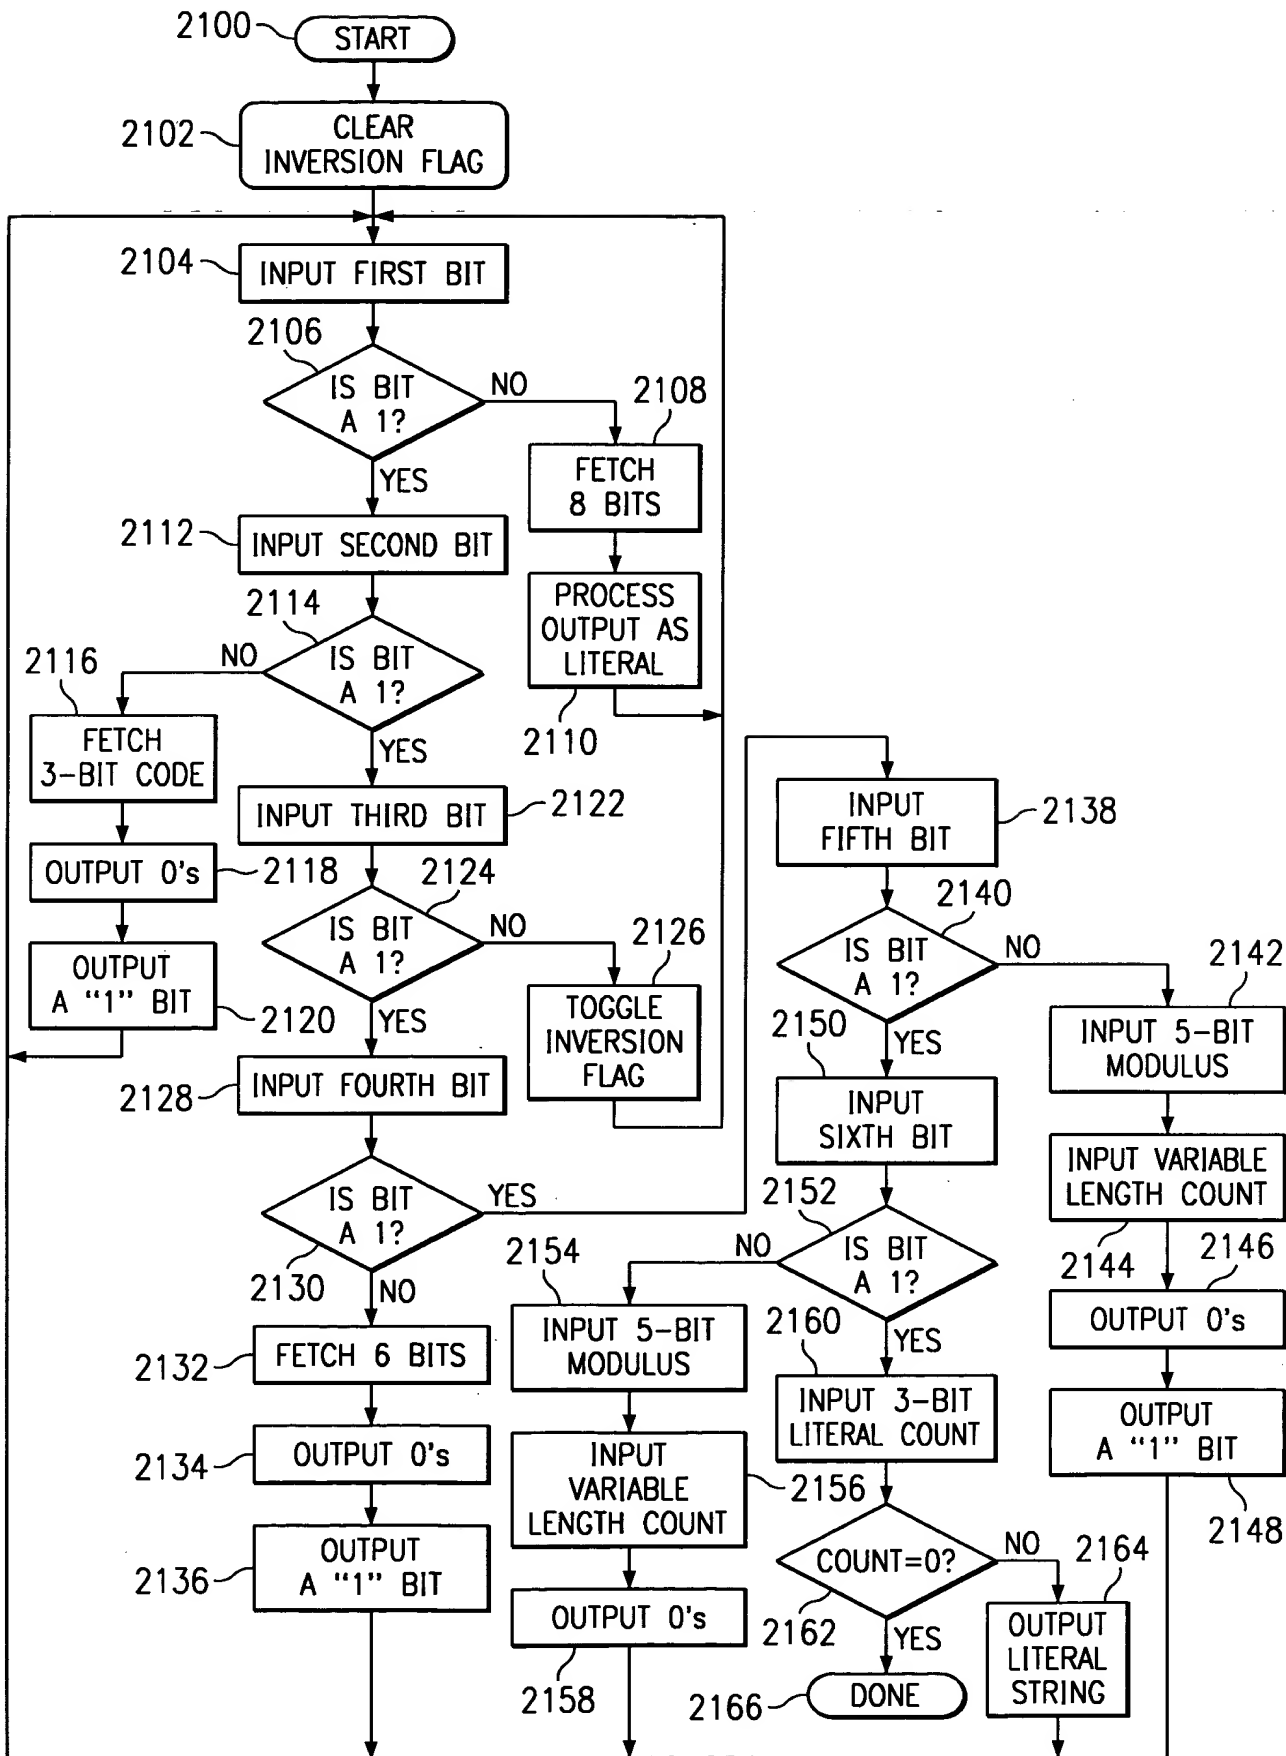 2100
START
2102
CLEAR
INVERSION FLAG
2104
INPUT FIRST BIT
2106
IS BIT
A 1?
NO
YES
2108
FETCH
8 BITS
2112
INPUT SECOND BIT
2110
PROCESS
OUTPUT AS
LITERAL
2114
IS BIT
A 1?
NO
YES
2116
FETCH
3-BIT CODE
2118
OUTPUT 0's
2120
OUTPUT
A "1" BIT
2122
INPUT THIRD BIT
2124
IS BIT
A 1?
NO
YES
2126
TOGGLE
INVERSION
FLAG
2128
INPUT FOURTH BIT
2130
IS BIT
A 1?
YES
NO
2132
FETCH 6 BITS
2134
OUTPUT 0's
2136
OUTPUT
A "1" BIT
2138
INPUT
FIFTH BIT
2140
IS BIT
A 1?
NO
YES
2142
INPUT 5-BIT
MODULUS
2144
INPUT VARIABLE
LENGTH COUNT
2146
OUTPUT 0's
2148
OUTPUT
A "1" BIT
2150
INPUT
SIXTH BIT
2152
IS BIT
A 1?
NO
YES
2154
INPUT 5-BIT
MODULUS
2156
INPUT
VARIABLE
LENGTH COUNT
2158
OUTPUT 0's
2160
INPUT 3-BIT
LITERAL COUNT
2162
COUNT=0?
NO
YES
2164
OUTPUT
LITERAL
STRING
2166
DONE